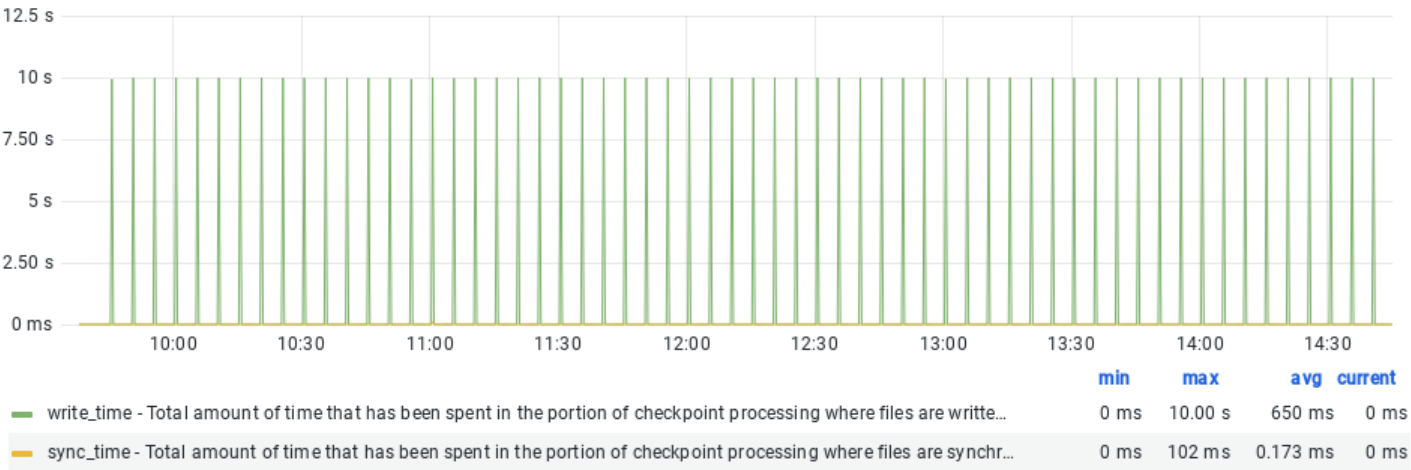 12.5 s
10 s
7.50 s
5 s
2.50 s
0 ms
10:00 10:30 11:00 11:30 12:00 12:30 13:00 13:30 14:00 14:30
min max avg current
write_time - Total amount of time that has been spent in the portion of checkpoint processing where files are writte... 0 ms 10.00 s 650 ms 0 ms
sync_time - Total amount of time that has been spent in the portion of checkpoint processing where files are synchr... 0 ms 102 ms 0.173 ms 0 ms